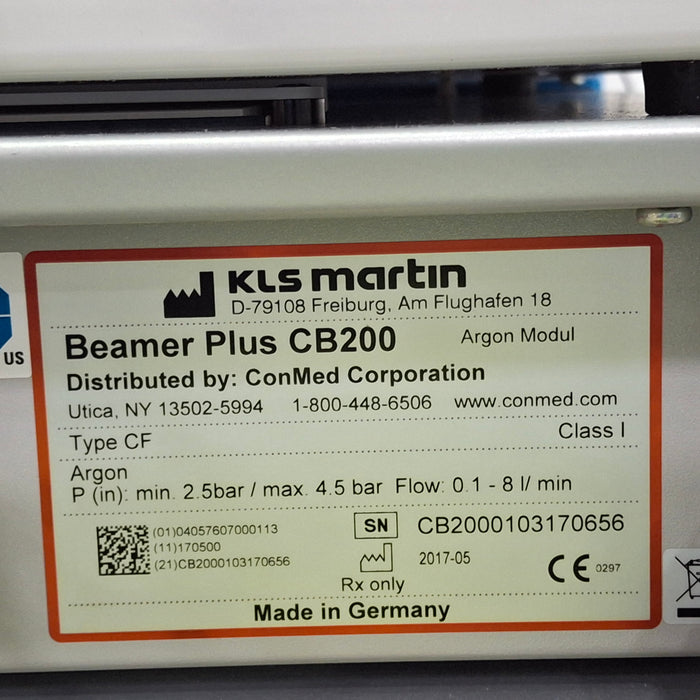 KLS martin
D-79108 Freiburg, Am Flughafen 18
Beamer Plus CB200 Argon Modul
Distributed by: ConMed Corporation
Utica, NY 13502-5994 1-800-448-6506 www.conmed.com
US
Type CF Class I
Argon
P (in): min. 2.5bar / max. 4.5 bar Flow: 0.1 - 8 l/ min
(01)04057607000113
(11)170500
(21)CB2000103170656
SN CB2000103170656
2017-05
CE 0297
Rx only
Made in Germany